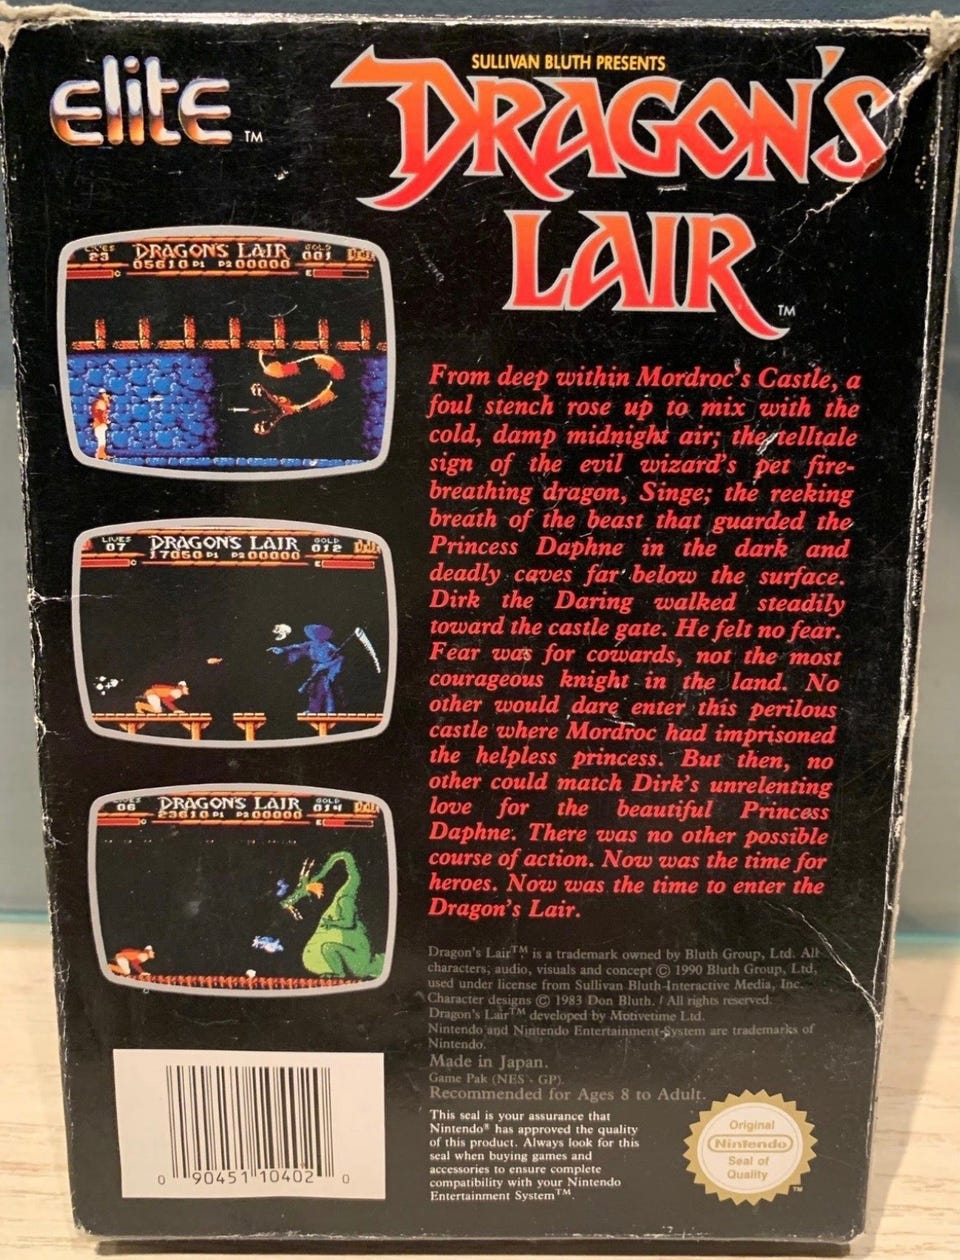 elite TM
SULLIVAN BLUTH PRESENTS
DRAGON'S
LAIR TM
LIVES DRAGON'S LAIR GOLD
23 05610 P1 P2 00000 001
E
From deep within Mordroc's Castle, a
foul stench rose up to mix with the
cold, damp midnight air; the telltale
sign of the evil wizard's pet fire-
breathing dragon, Singe; the reeking
breath of the beast that guarded the
Princess Daphne in the dark and
deadly caves far below the surface.
Dirk the Daring walked steadily
toward the castle gate. He felt no fear.
Fear was for cowards, not the most
courageous knight in the land. No
other would dare enter this perilous
castle where Mordroc had imprisoned
the helpless princess. But then, no
other could match Dirk's unrelenting
love for the beautiful Princess
Daphne. There was no other possible
course of action. Now was the time for
heroes. Now was the time to enter the
Dragon's Lair.
LIVES DRAGON'S LAIR GOLD
07 17050 P1 P2 00000 012
E
LIVES DRAGON'S LAIR GOLD
06 23610 P1 P2 00000 014
E
Dragon's Lair™ is a trademark owned by Bluth Group, Ltd. All
characters, audio, visuals and concept © 1990 Bluth Group, Ltd,
used under license from Sullivan Bluth Interactive Media, Inc.
Character designs © 1983 Don Bluth. / All rights reserved.
Dragon's Lair™ developed by Motivetime Ltd.
Nintendo and Nintendo Entertainment System are trademarks of
Nintendo.
Made in Japan.
Game Pak (NES - GP).
Recommended for Ages 8 to Adult.
This seal is your assurance that
Nintendo® has approved the quality
of this product. Always look for this
seal when buying games and
accessories to ensure complete
compatibility with your Nintendo
Entertainment System™.
Original
Nintendo
Seal of
Quality
TM
0 90451 10402 0